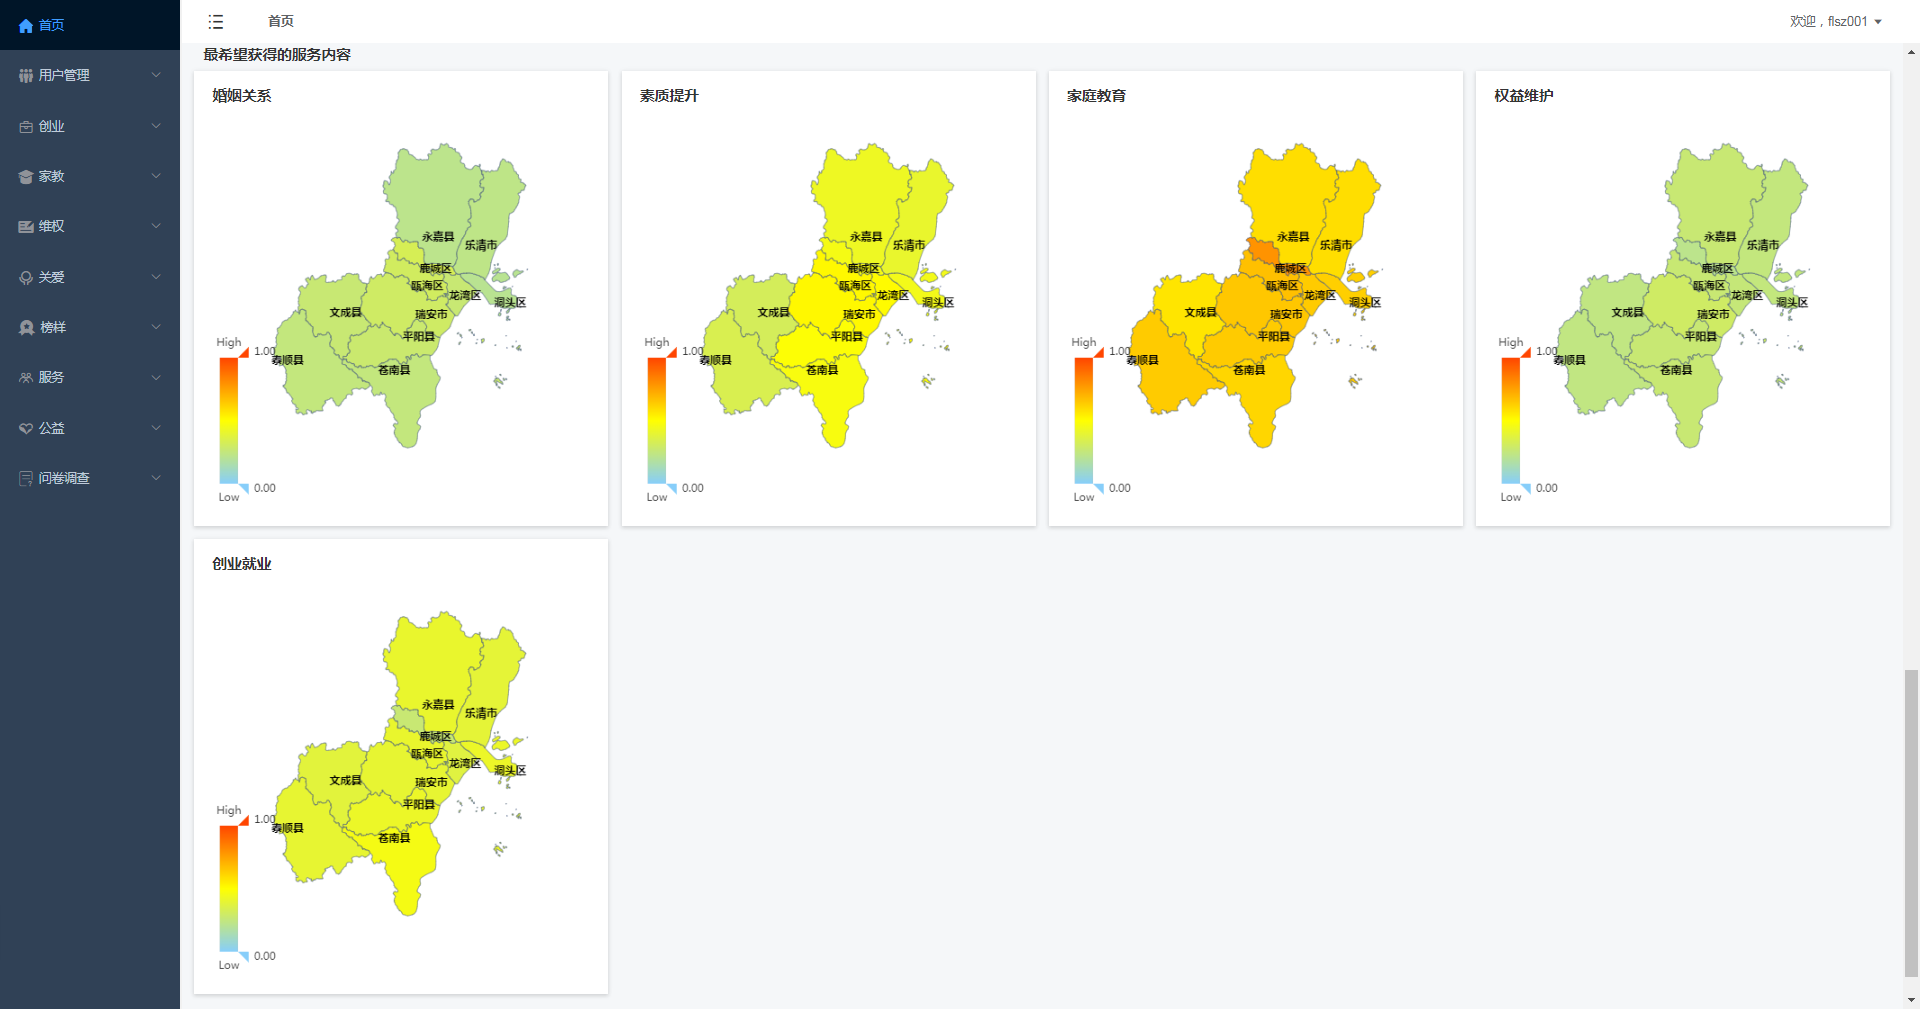 首页
用户管理
创业
家教
维权
关爱
榜样
服务
公益
问卷调查
首页
欢迎，flsz001
最希望获得的服务内容
婚姻关系
永嘉县
乐清市
鹿城区
瓯海区
龙湾区
洞头区
文成县
瑞安市
平阳县
泰顺县
苍南县
High
1.00
0.00
Low
素质提升
永嘉县
乐清市
鹿城区
瓯海区
龙湾区
洞头区
文成县
瑞安市
平阳县
泰顺县
苍南县
High
1.00
0.00
Low
家庭教育
永嘉县
乐清市
鹿城区
瓯海区
龙湾区
洞头区
文成县
瑞安市
平阳县
泰顺县
苍南县
High
1.00
0.00
Low
权益维护
永嘉县
乐清市
鹿城区
瓯海区
龙湾区
洞头区
文成县
瑞安市
平阳县
泰顺县
苍南县
High
1.00
0.00
Low
创业就业
永嘉县
乐清市
鹿城区
瓯海区
龙湾区
洞头区
文成县
瑞安市
平阳县
泰顺县
苍南县
High
1.00
0.00
Low